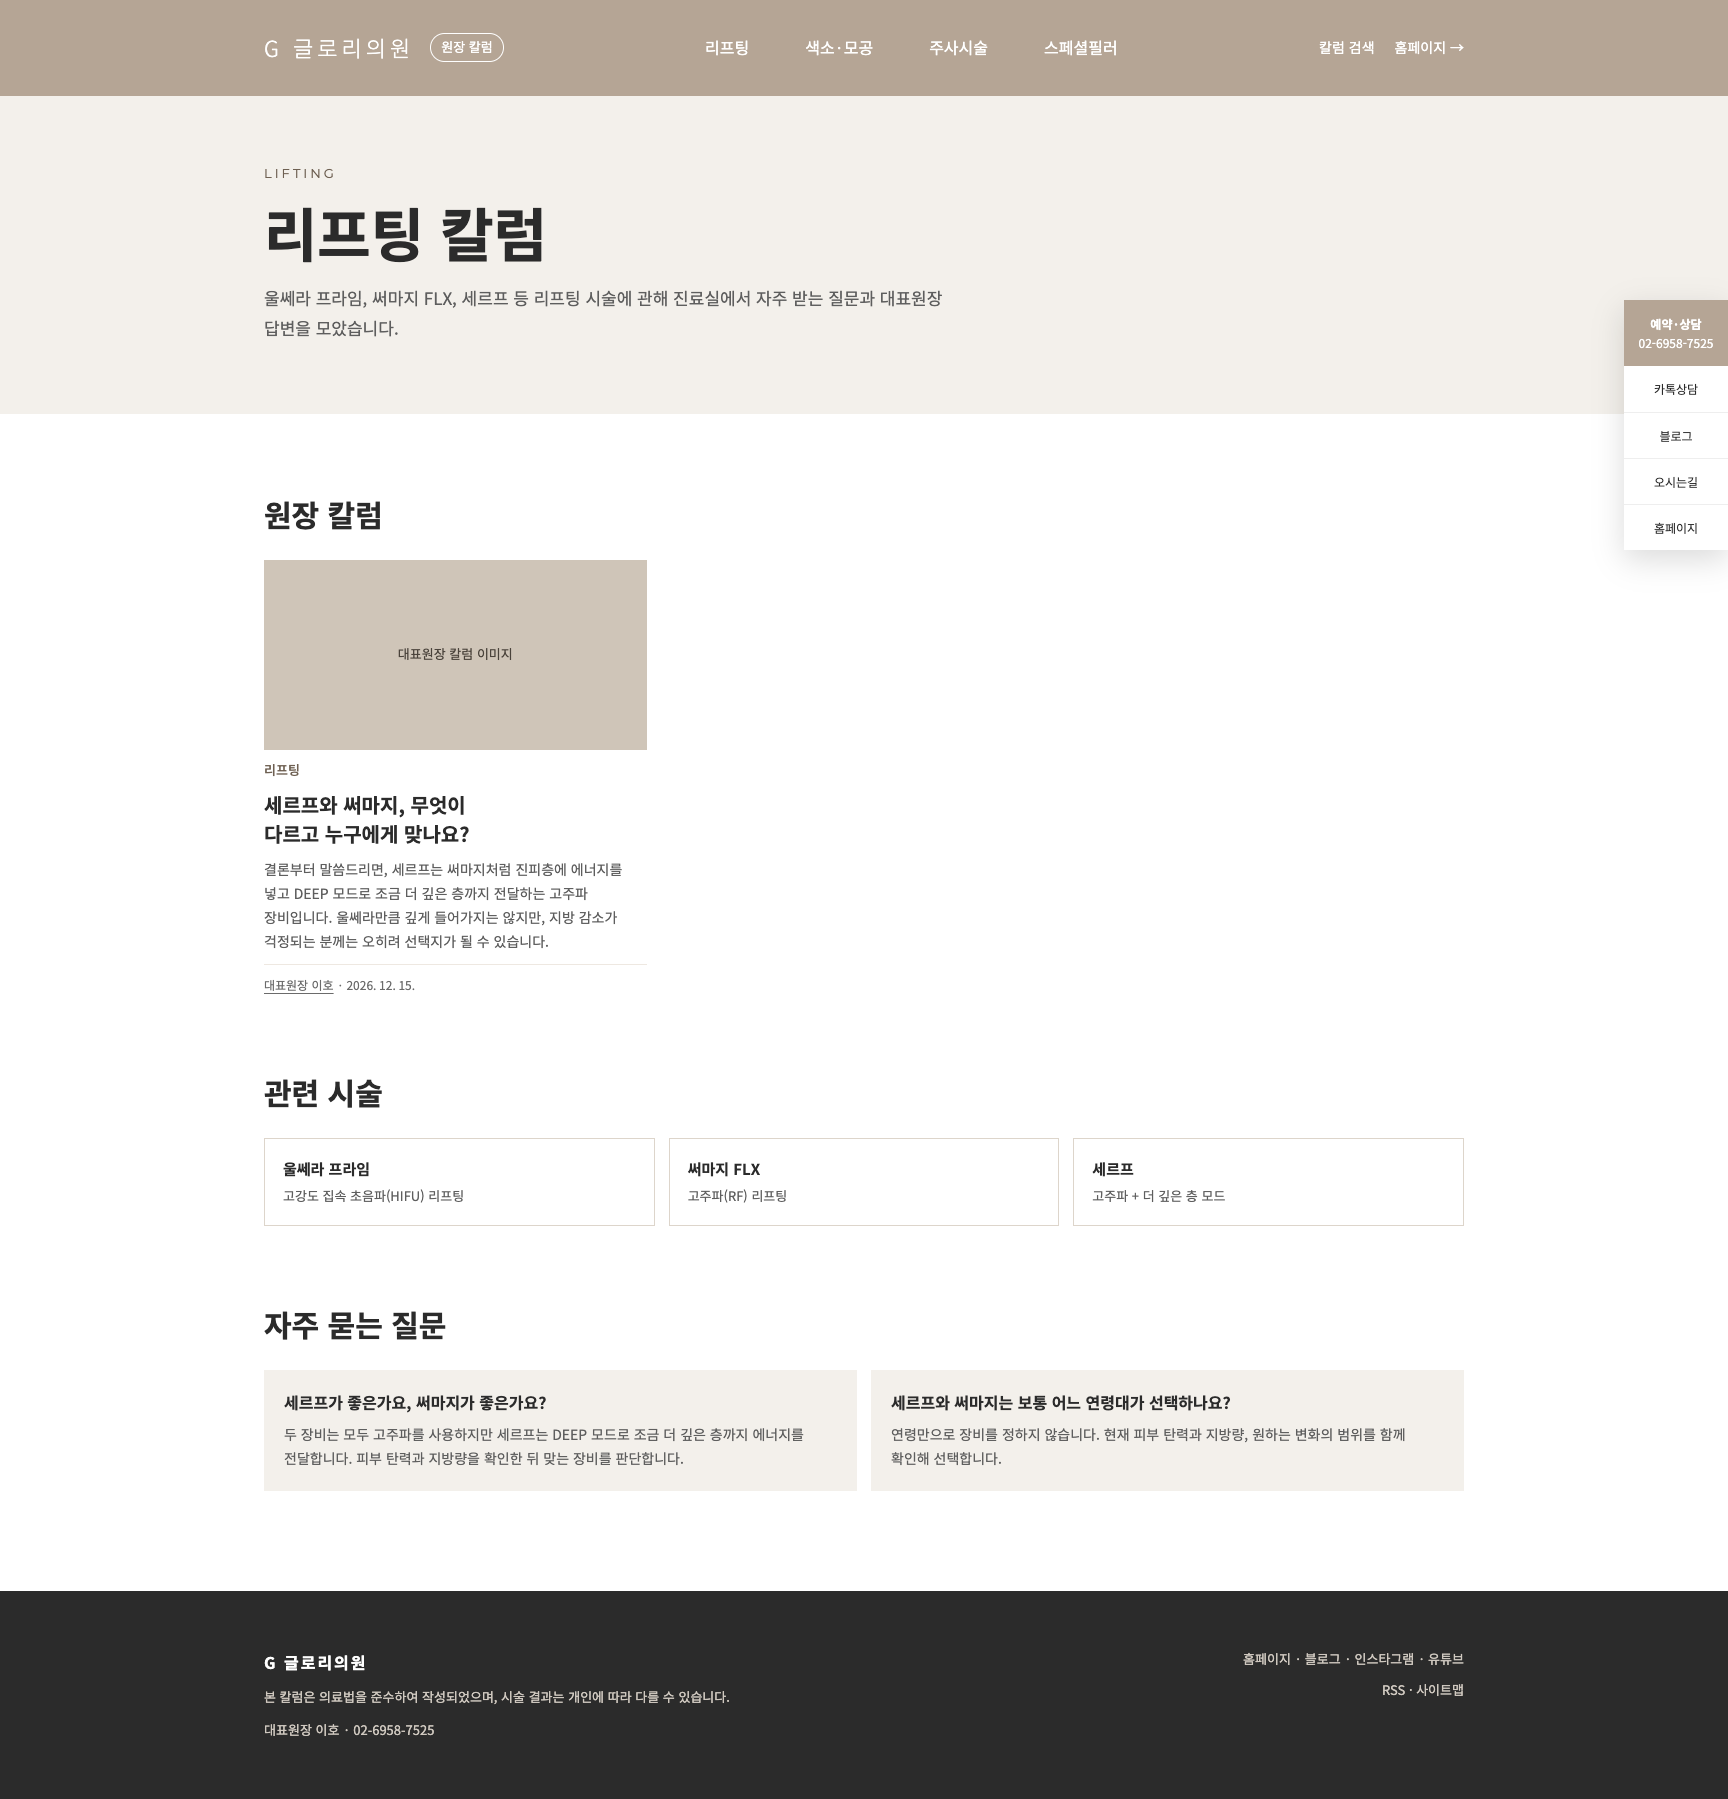 G 글로리의원 원장 칼럼 리프팅 색소·모공 주사시술 스페셜필러 칼럼 검색 홈페이지 →
LIFTING
리프팅 칼럼
울쎄라 프라임, 써마지 FLX, 세르프 등 리프팅 시술에 관해 진료실에서 자주 받는 질문과 대표원장
답변을 모았습니다.
예약·상담
02-6958-7525
카톡상담
블로그
오시는길
홈페이지
원장 칼럼
대표원장 칼럼 이미지
리프팅
세르프와 써마지, 무엇이
다르고 누구에게 맞나요?
결론부터 말씀드리면, 세르프는 써마지처럼 진피층에 에너지를
넣고 DEEP 모드로 조금 더 깊은 층까지 전달하는 고주파
장비입니다. 울쎄라만큼 깊게 들어가지는 않지만, 지방 감소가
걱정되는 분께는 오히려 선택지가 될 수 있습니다.
대표원장 이호 · 2026. 12. 15.
관련 시술
울쎄라 프라임
고강도 집속 초음파(HIFU) 리프팅
써마지 FLX
고주파(RF) 리프팅
세르프
고주파 + 더 깊은 층 모드
자주 묻는 질문
세르프가 좋은가요, 써마지가 좋은가요?
두 장비는 모두 고주파를 사용하지만 세르프는 DEEP 모드로 조금 더 깊은 층까지 에너지를
전달합니다. 피부 탄력과 지방량을 확인한 뒤 맞는 장비를 판단합니다.
세르프와 써마지는 보통 어느 연령대가 선택하나요?
연령만으로 장비를 정하지 않습니다. 현재 피부 탄력과 지방량, 원하는 변화의 범위를 함께
확인해 선택합니다.
G 글로리의원
본 칼럼은 의료법을 준수하여 작성되었으며, 시술 결과는 개인에 따라 다를 수 있습니다.
대표원장 이호 · 02-6958-7525
홈페이지 · 블로그 · 인스타그램 · 유튜브
RSS · 사이트맵